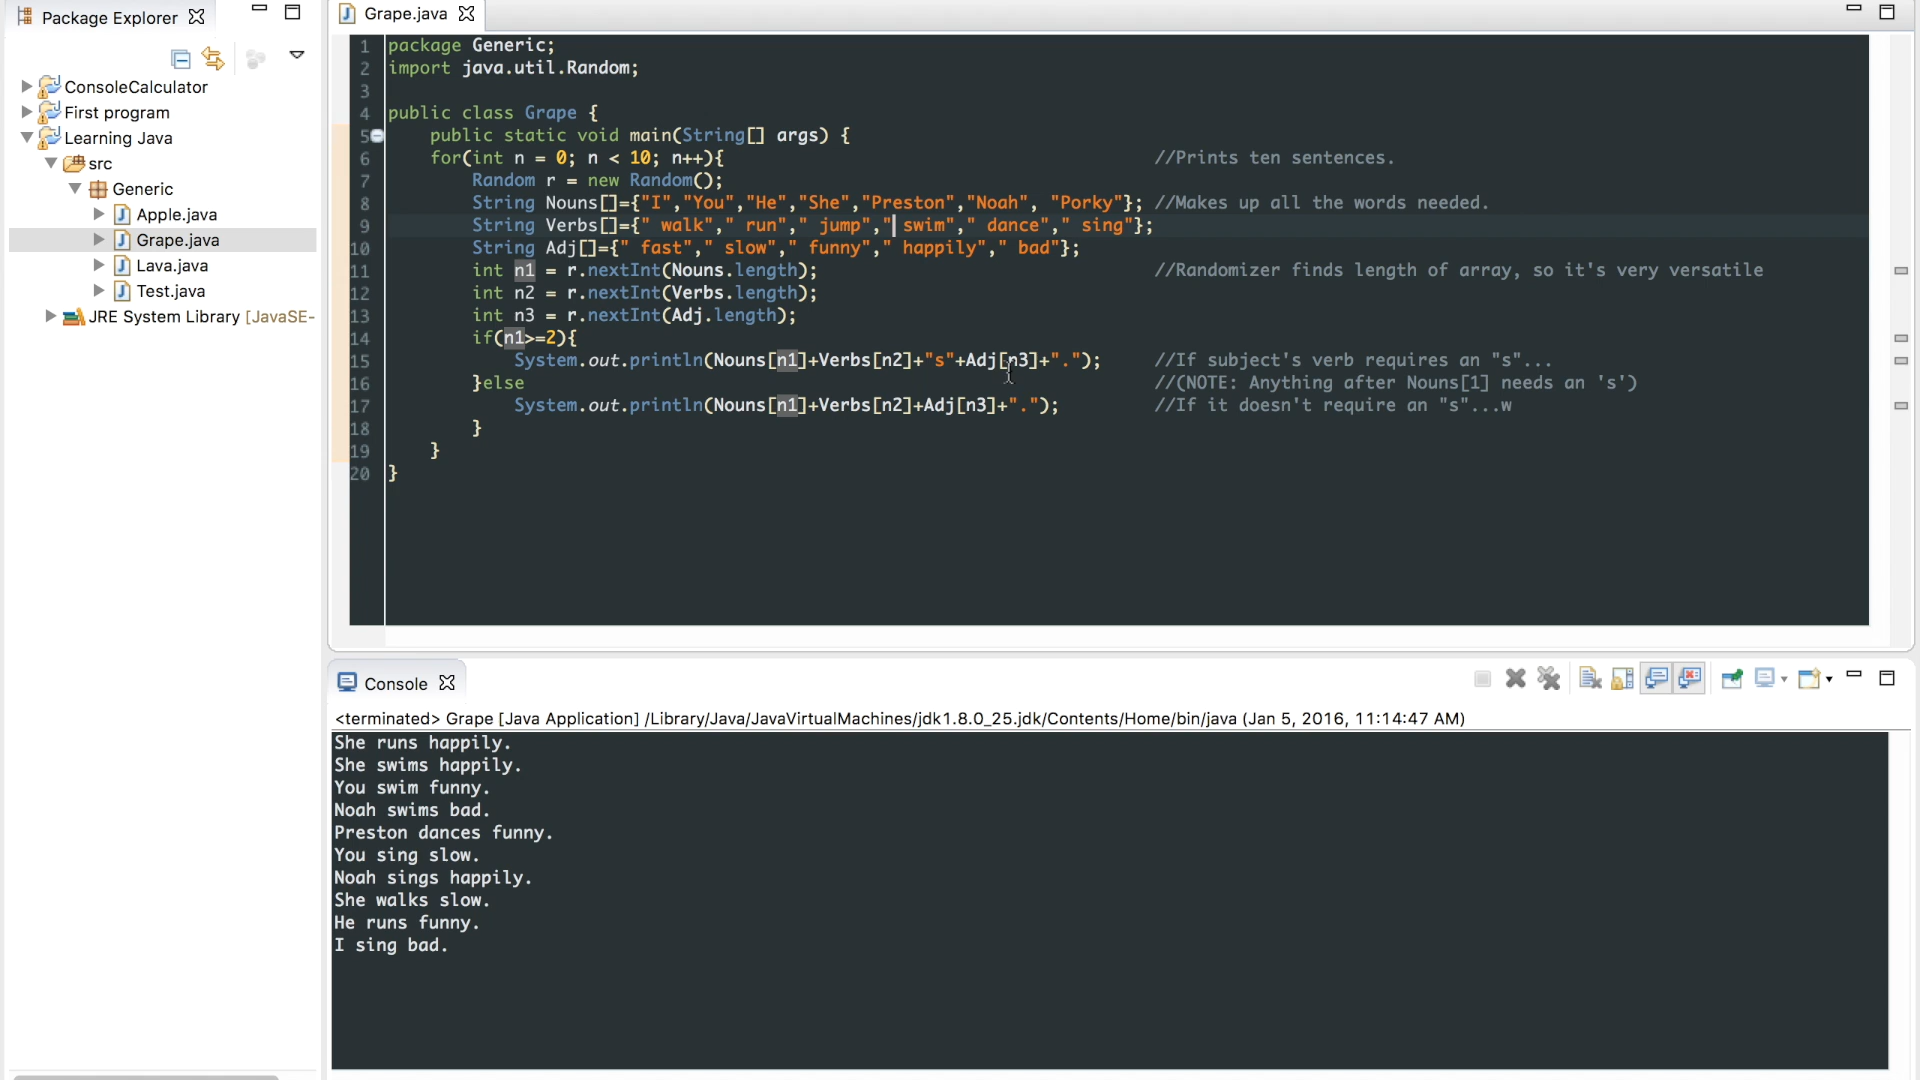 Package Explorer
ConsoleCalculator
First program
Learning Java
src
Generic
Apple.java
Grape.java
Lava.java
Test.java
JRE System Library [JavaSE-
Grape.java
1 package Generic;
2 import java.util.Random;
3
4 public class Grape {
5 public static void main(String[] args) {
6 for(int n = 0; n < 10; n++){ //Prints ten sentences.
7 Random r = new Random();
8 String Nouns[]={"I","You","He","She","Preston","Noah", "Porky"}; //Makes up all the words needed.
9 String Verbs[]={" walk"," run"," jump"," swim"," dance"," sing"};
10 String Adj[]={" fast"," slow"," funny"," happily"," bad"};
11 int n1 = r.nextInt(Nouns.length); //Randomizer finds length of array, so it's very versatile
12 int n2 = r.nextInt(Verbs.length);
13 int n3 = r.nextInt(Adj.length);
14 if(n1>=2){
15 System.out.println(Nouns[n1]+Verbs[n2]+"s"+Adj[n3]+"."); //If subject's verb requires an "s"...
16 }else //(NOTE: Anything after Nouns[1] needs an 's')
17 System.out.println(Nouns[n1]+Verbs[n2]+Adj[n3]+"."); //If it doesn't require an "s"...w
18 }
19 }
20 }
Console
<terminated> Grape [Java Application] /Library/Java/JavaVirtualMachines/jdk1.8.0_25.jdk/Contents/Home/bin/java (Jan 5, 2016, 11:14:47 AM)
She runs happily.
She swims happily.
You swim funny.
Noah swims bad.
Preston dances funny.
You sing slow.
Noah sings happily.
She walks slow.
He runs funny.
I sing bad.